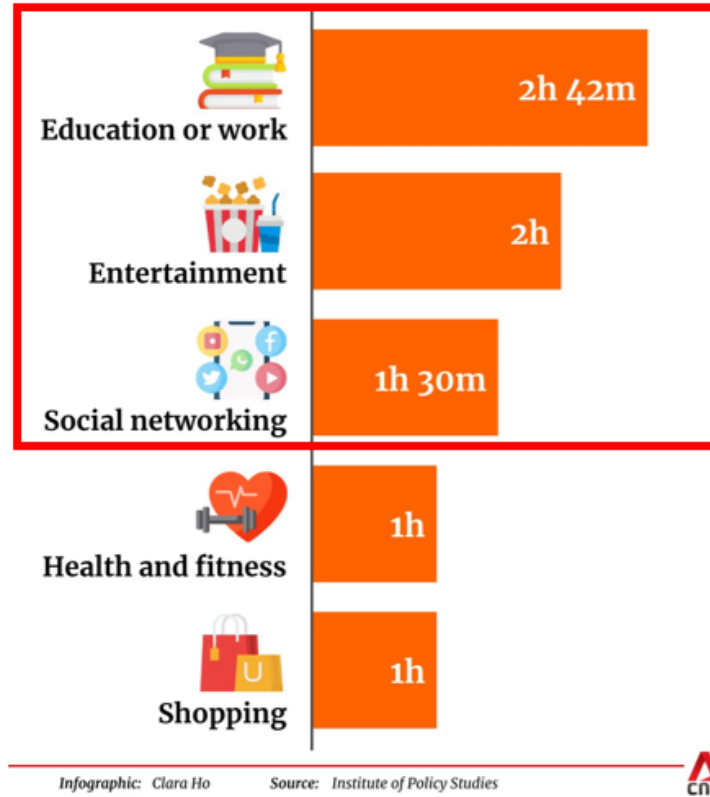 Education or work
2h 42m
Entertainment
2h
Social networking
1h 30m
Health and fitness
1h
Shopping
1h
Infographic: Clara Ho Source: Institute of Policy Studies